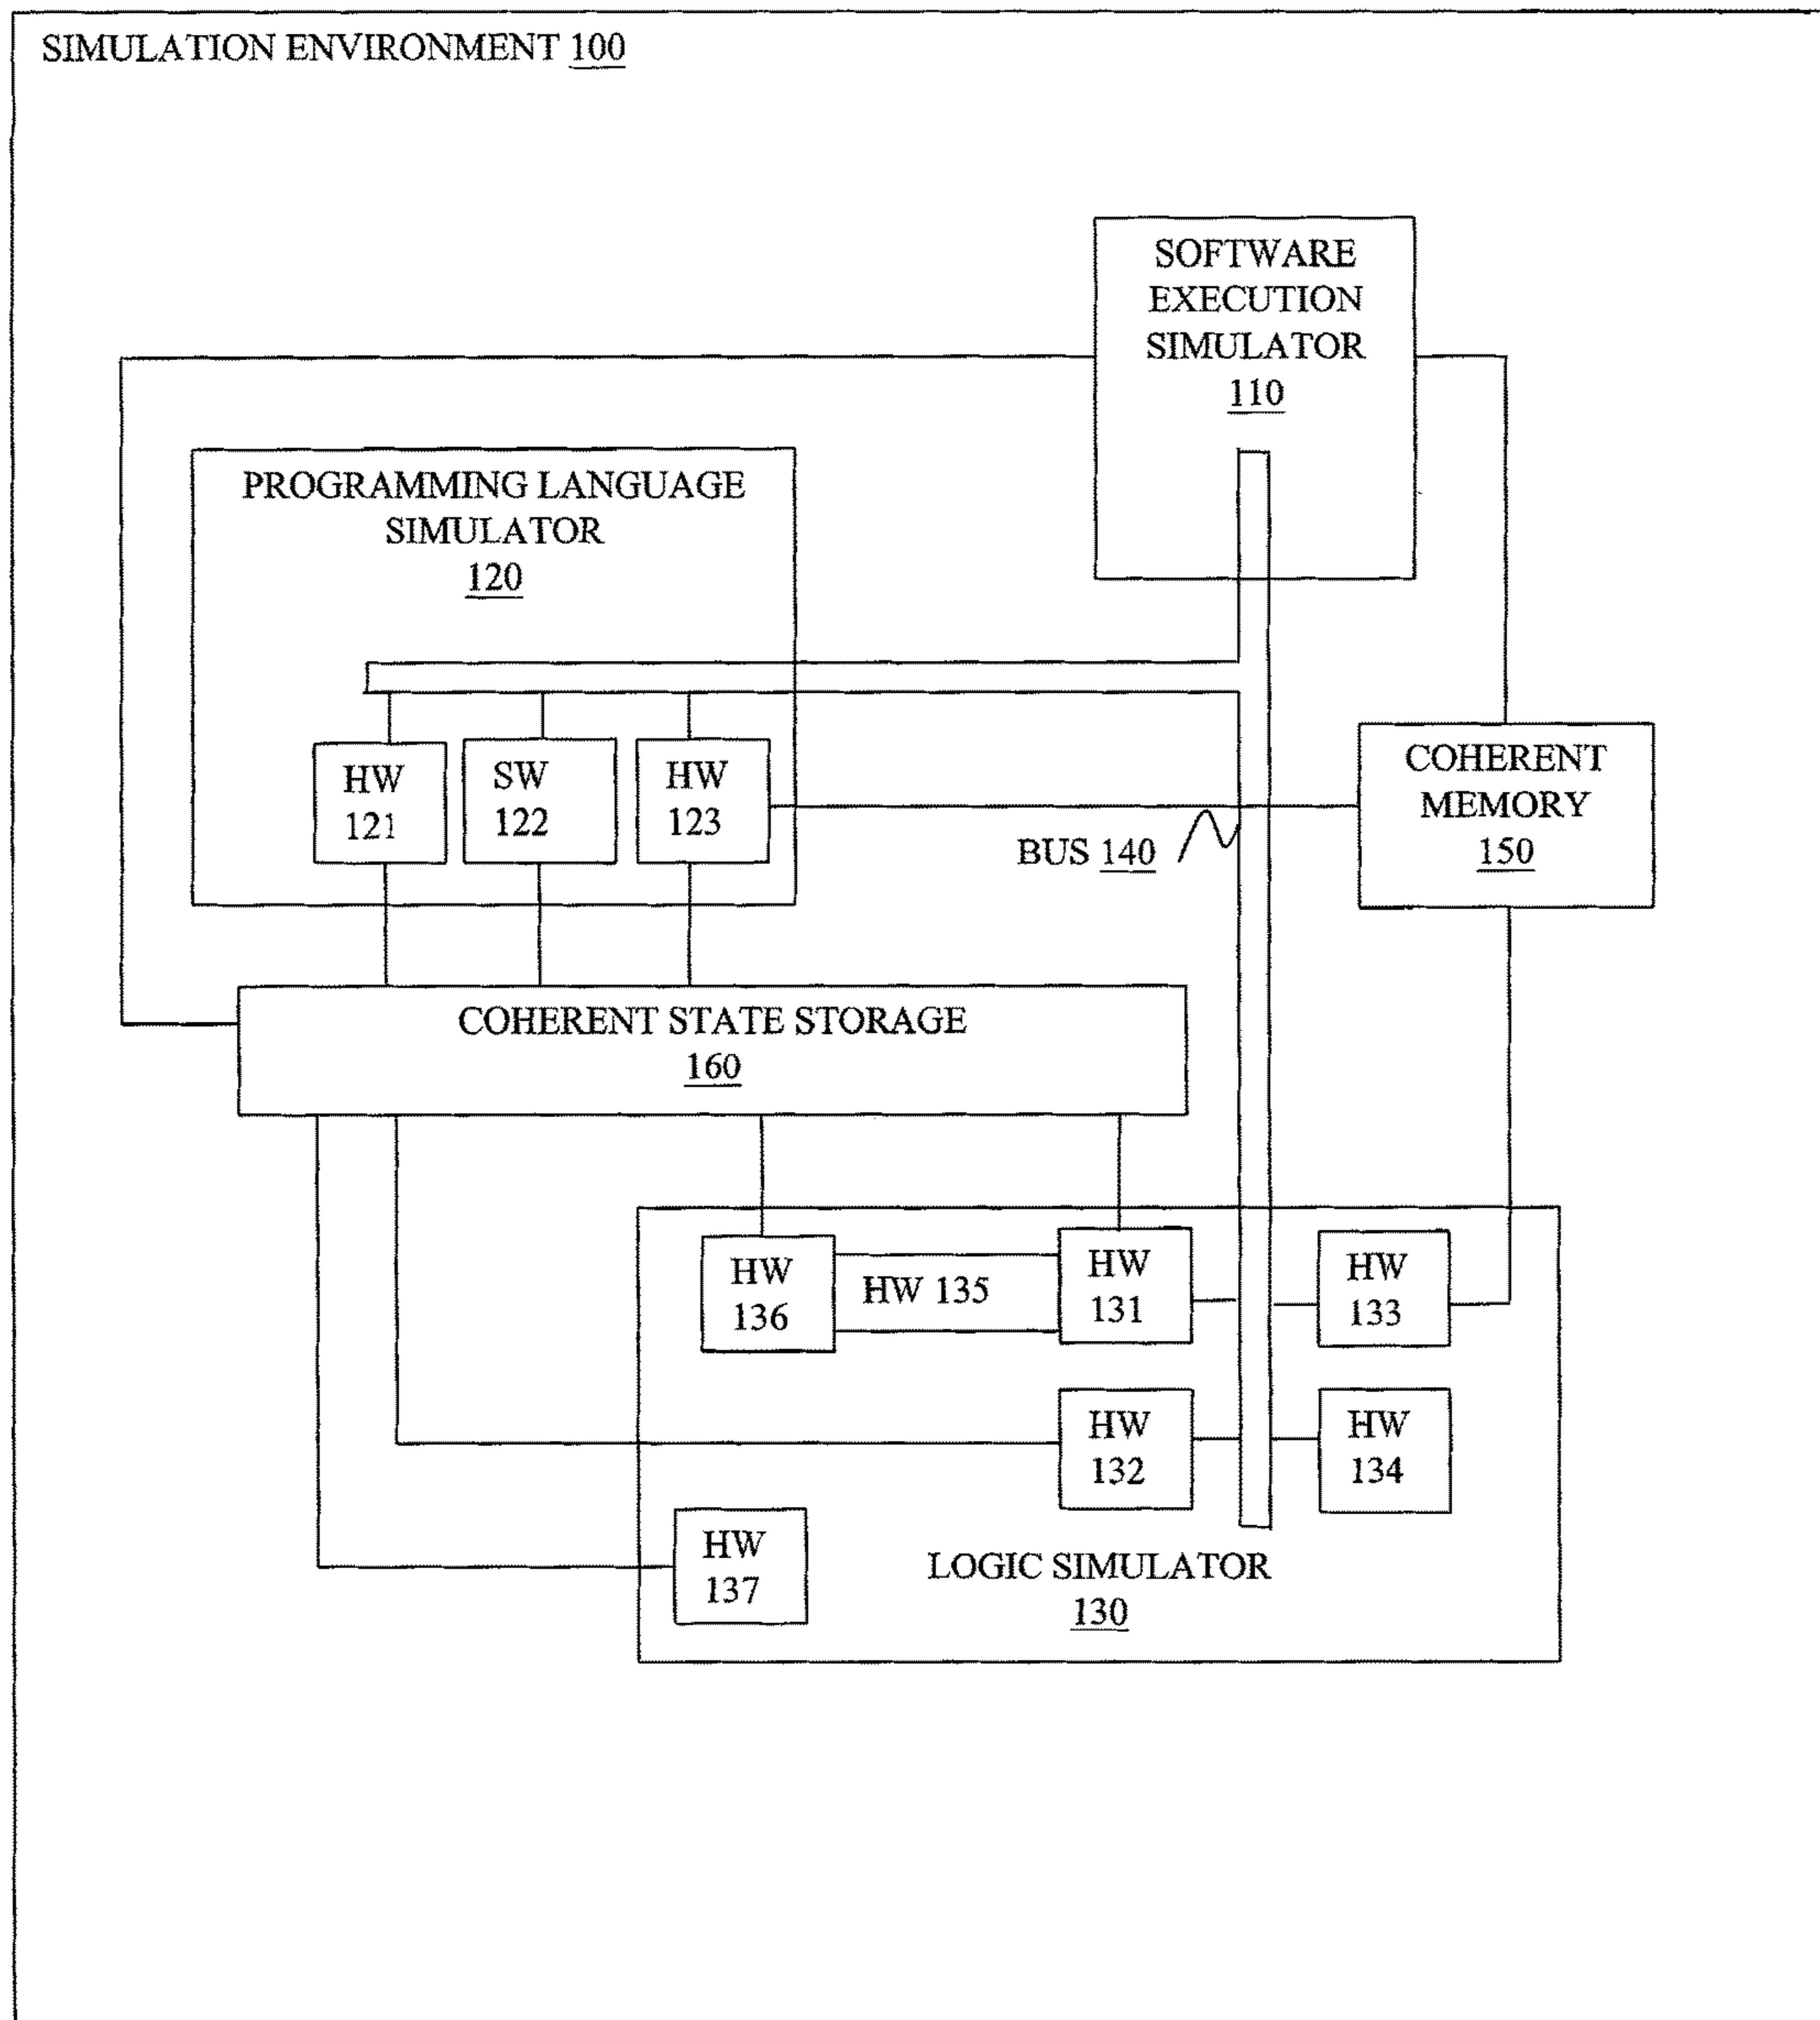 SIMULATION ENVIRONMENT 100
SOFTWARE
EXECUTION
SIMULATOR
110
PROGRAMMING LANGUAGE
SIMULATOR
120
HW
121
SW
122
HW
123
BUS 140
COHERENT
MEMORY
150
COHERENT STATE STORAGE
160
HW
136
HW 135
HW
131
HW
133
HW
132
HW
134
HW
137
LOGIC SIMULATOR
130